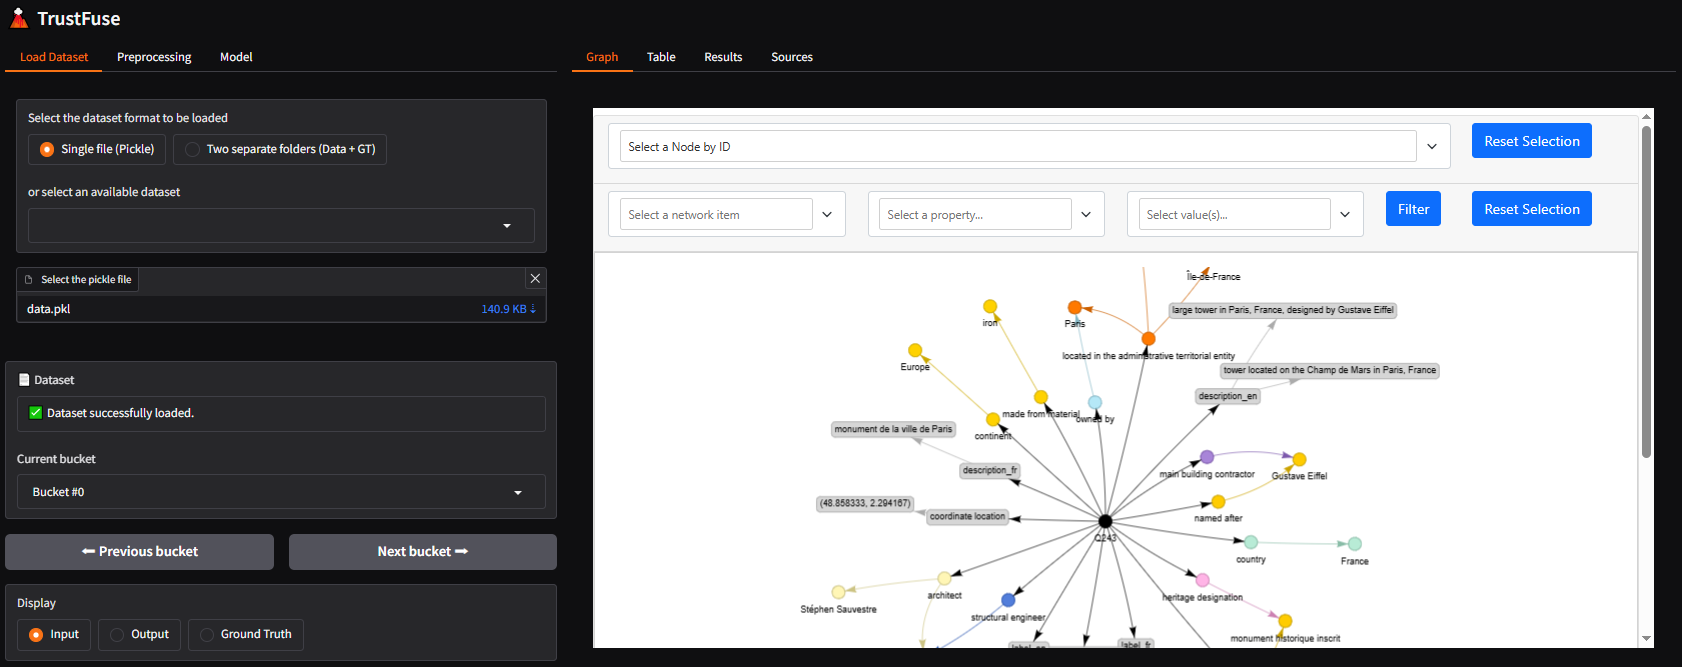 TrustFuse
Load Dataset
Preprocessing
Model
Graph
Table
Results
Sources
Select the dataset format to be loaded
Single file (Pickle)
Two separate folders (Data + GT)
or select an available dataset
Select the pickle file
data.pkl
140.9 KB ↓
Dataset
Dataset successfully loaded.
Current bucket
Bucket #0
Previous bucket
Next bucket
Display
Input
Output
Ground Truth
Select a Node by ID
Reset Selection
Select a network item
Select a property...
Select value(s)...
Filter
Reset Selection
Île-de-France
iron
Paris
large tower in Paris, France, designed by Gustave Eiffel
located in the administrative territorial entity
Europe
tower located on the Champ de Mars in Paris, France
description_en
made from material
owned by
monument de la ville de Paris
continent
description_fr
main building contractor
Gustave Eiffel
(48.858333, 2.294167)
coordinate location
named after
Q243
country
France
Stéphen Sauvestre
architect
structural engineer
heritage designation
monument historique inscrit
label_fr